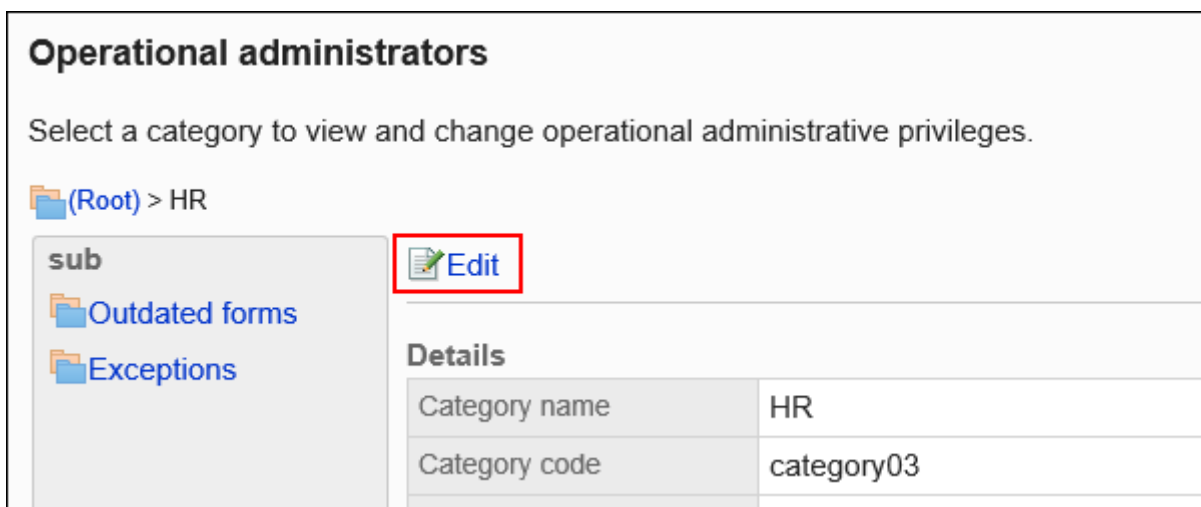 Operational administrators
Select a category to view and change operational administrative privileges.
(Root) > HR
sub
Outdated forms
Exceptions
Edit
Details
Category name HR
Category code category03